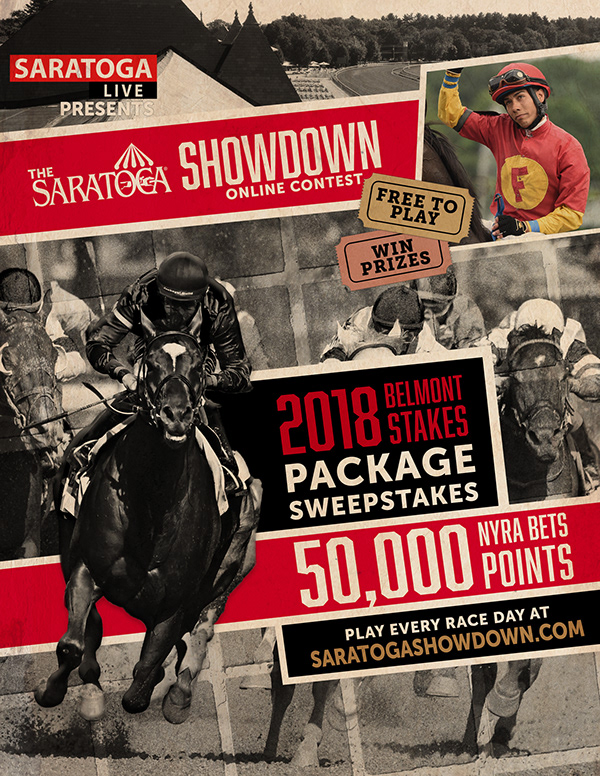 SARATOGA
LIVE
PRESENTS
THE
SARATOGA®
SHOWDOWN
ONLINE CONTEST
FREE TO
PLAY
WIN
PRIZES
F
2018 BELMONT
STAKES
PACKAGE
SWEEPSTAKES
50,000 NYRA BETS
POINTS
PLAY EVERY RACE DAY AT
SARATOGASHOWDOWN.COM